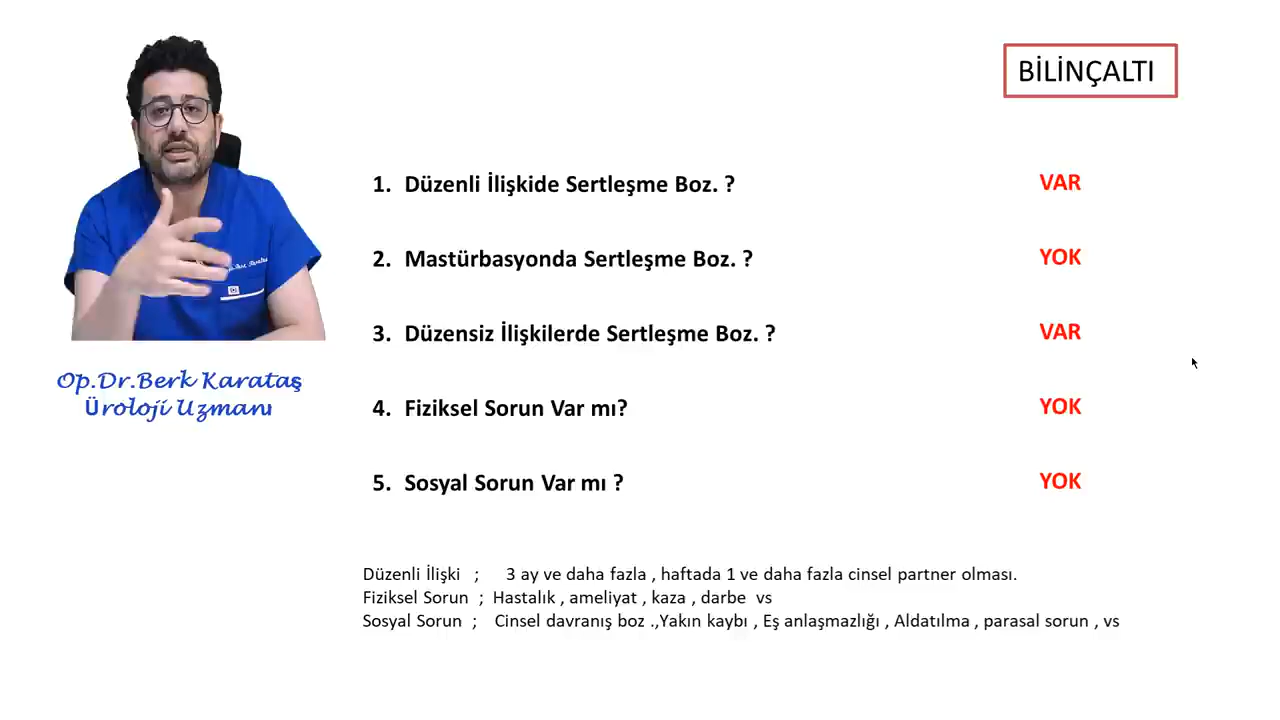 BİLİNÇALTI
1. Düzenli İlişkide Sertleşme Boz. ? VAR
2. Mastürbasyonda Sertleşme Boz. ? YOK
3. Düzensiz İlişkilerde Sertleşme Boz. ? VAR
4. Fiziksel Sorun Var mı? YOK
5. Sosyal Sorun Var mı ? YOK
Op.Dr.Berk Karataş
Üroloji Uzmanı
Düzenli İlişki ; 3 ay ve daha fazla , haftada 1 ve daha fazla cinsel partner olması.
Fiziksel Sorun ; Hastalık , ameliyat , kaza , darbe vs
Sosyal Sorun ; Cinsel davranış boz .,Yakın kaybı , Eş anlaşmazlığı , Aldatılma , parasal sorun , vs